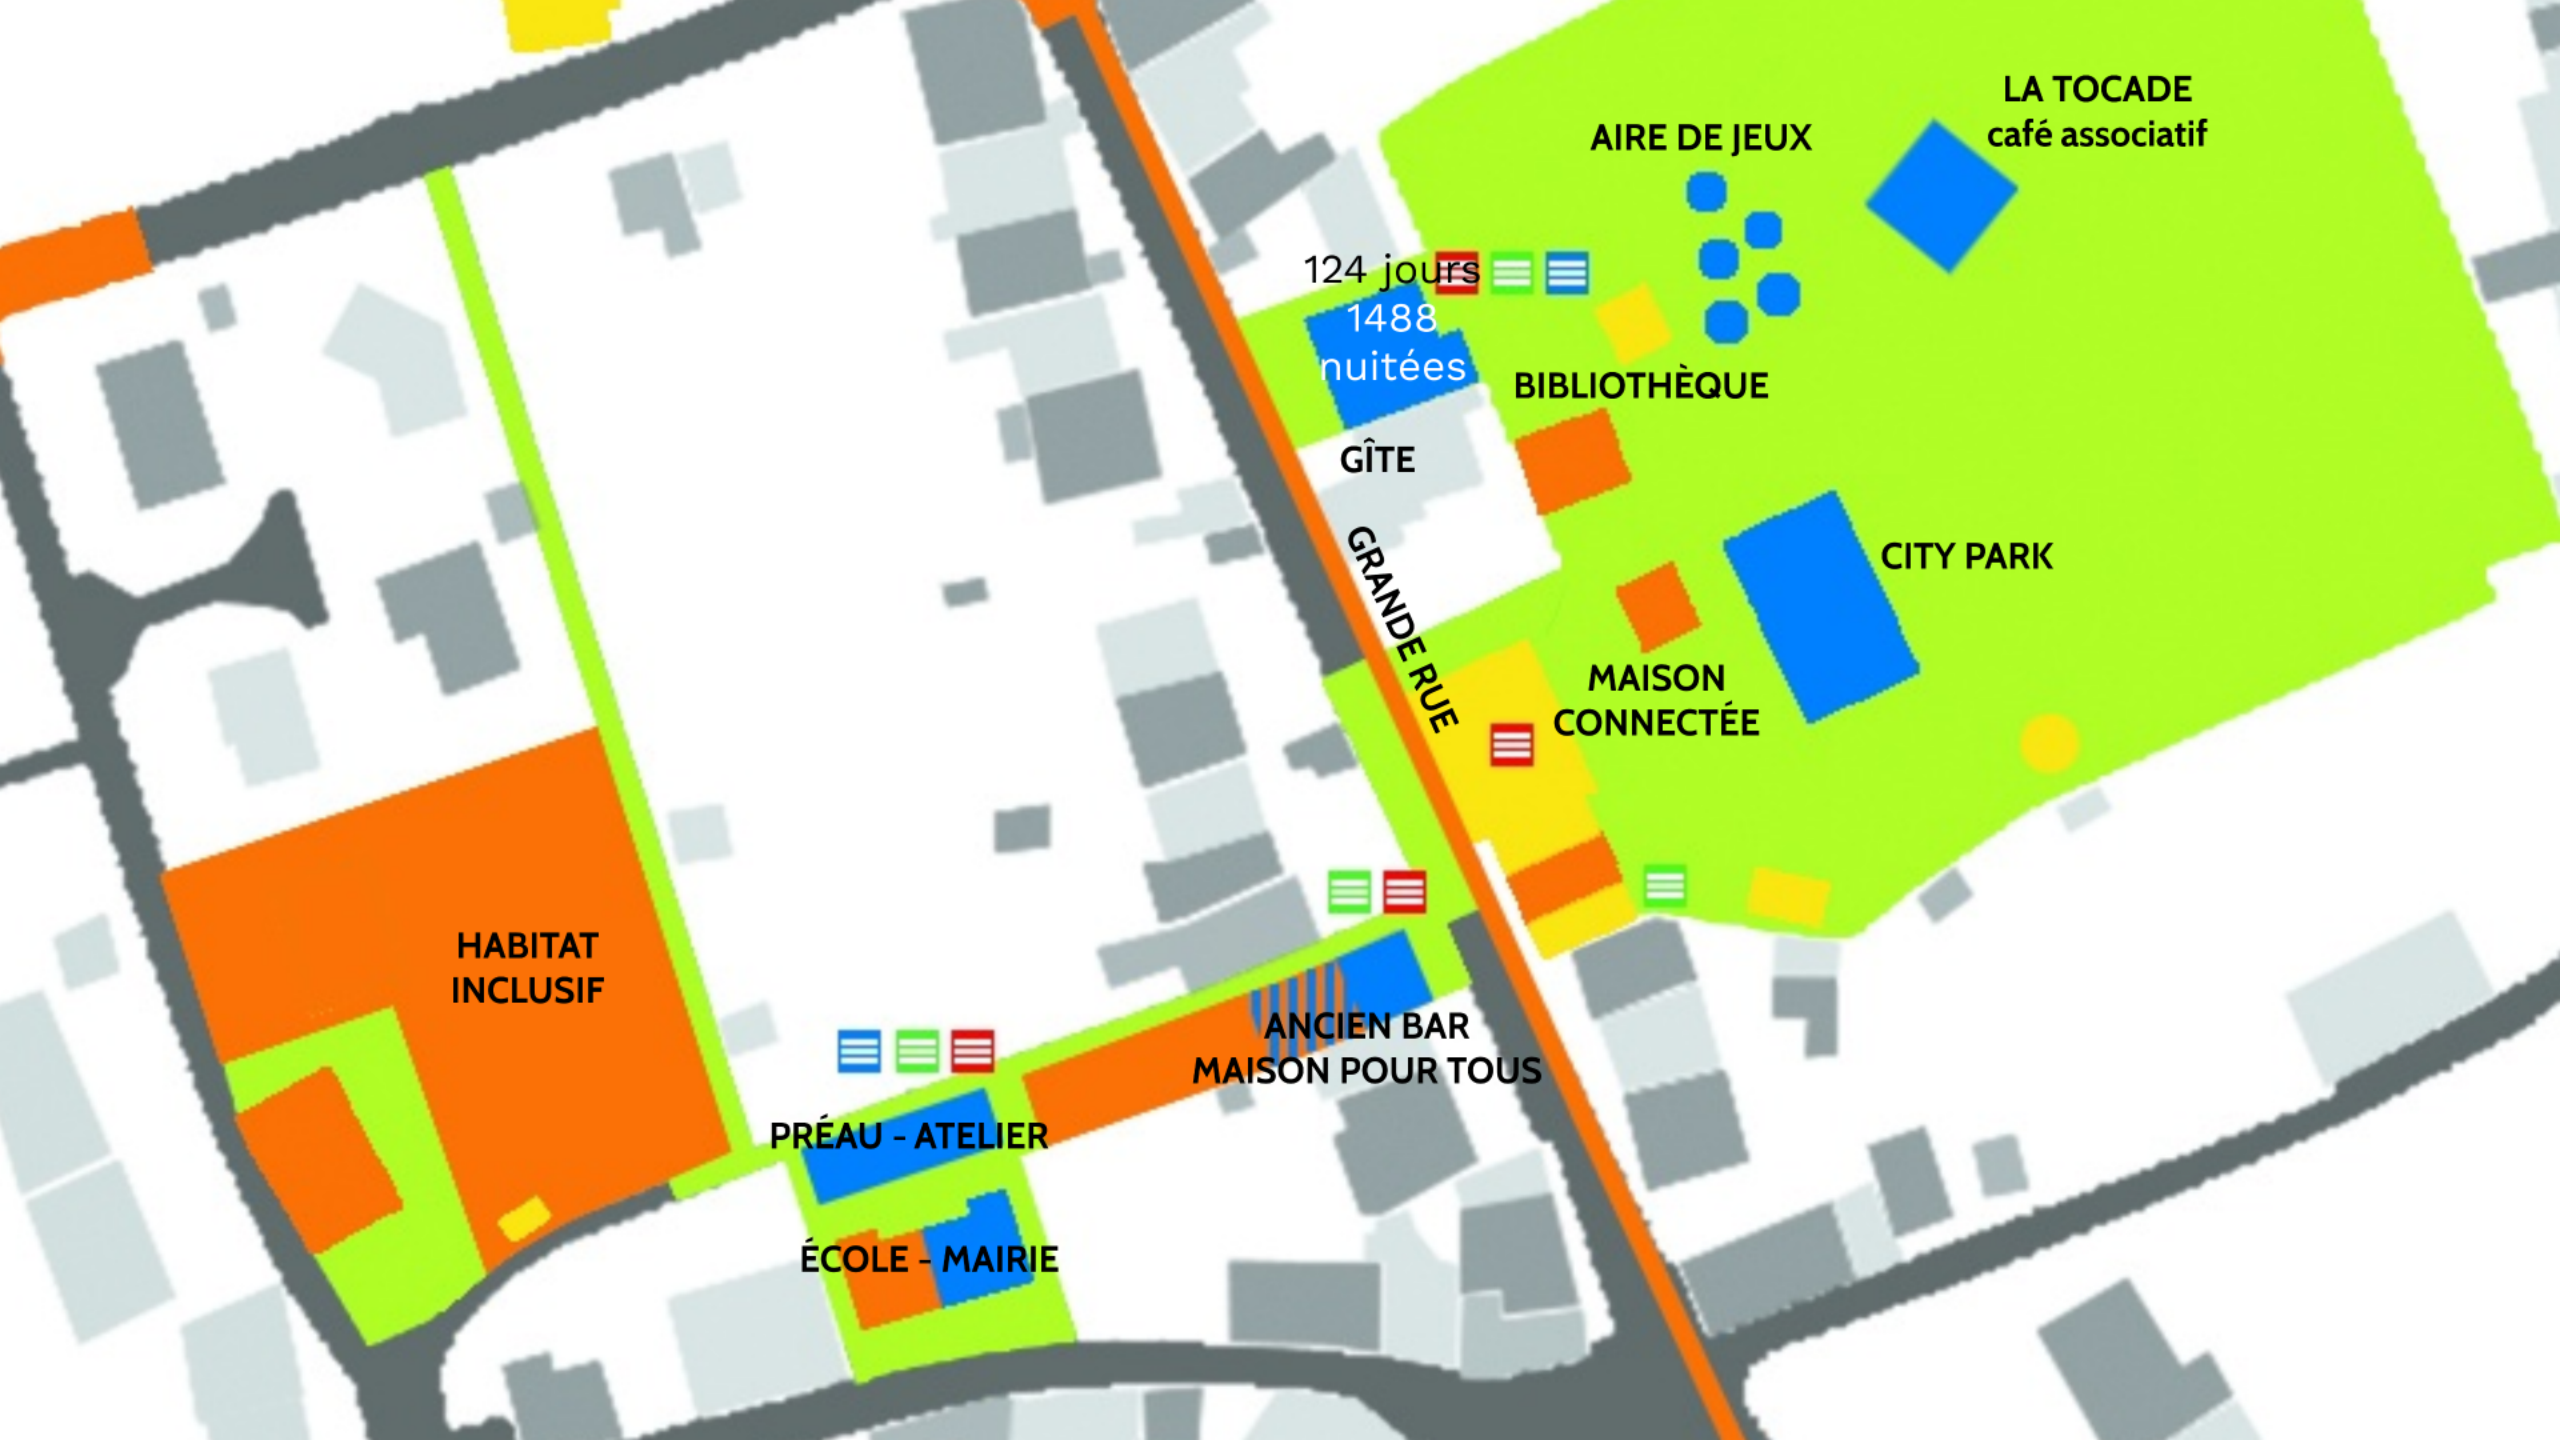 LA TOCADE
café associatif
AIRE DE JEUX
124 jours
1488
nuitées
BIBLIOTHÈQUE
GÎTE
GRANDE RUE
CITY PARK
MAISON
CONNECTÉE
HABITAT
INCLUSIF
ANCIEN BAR
MAISON POUR TOUS
PRÉAU - ATELIER
ÉCOLE - MAIRIE